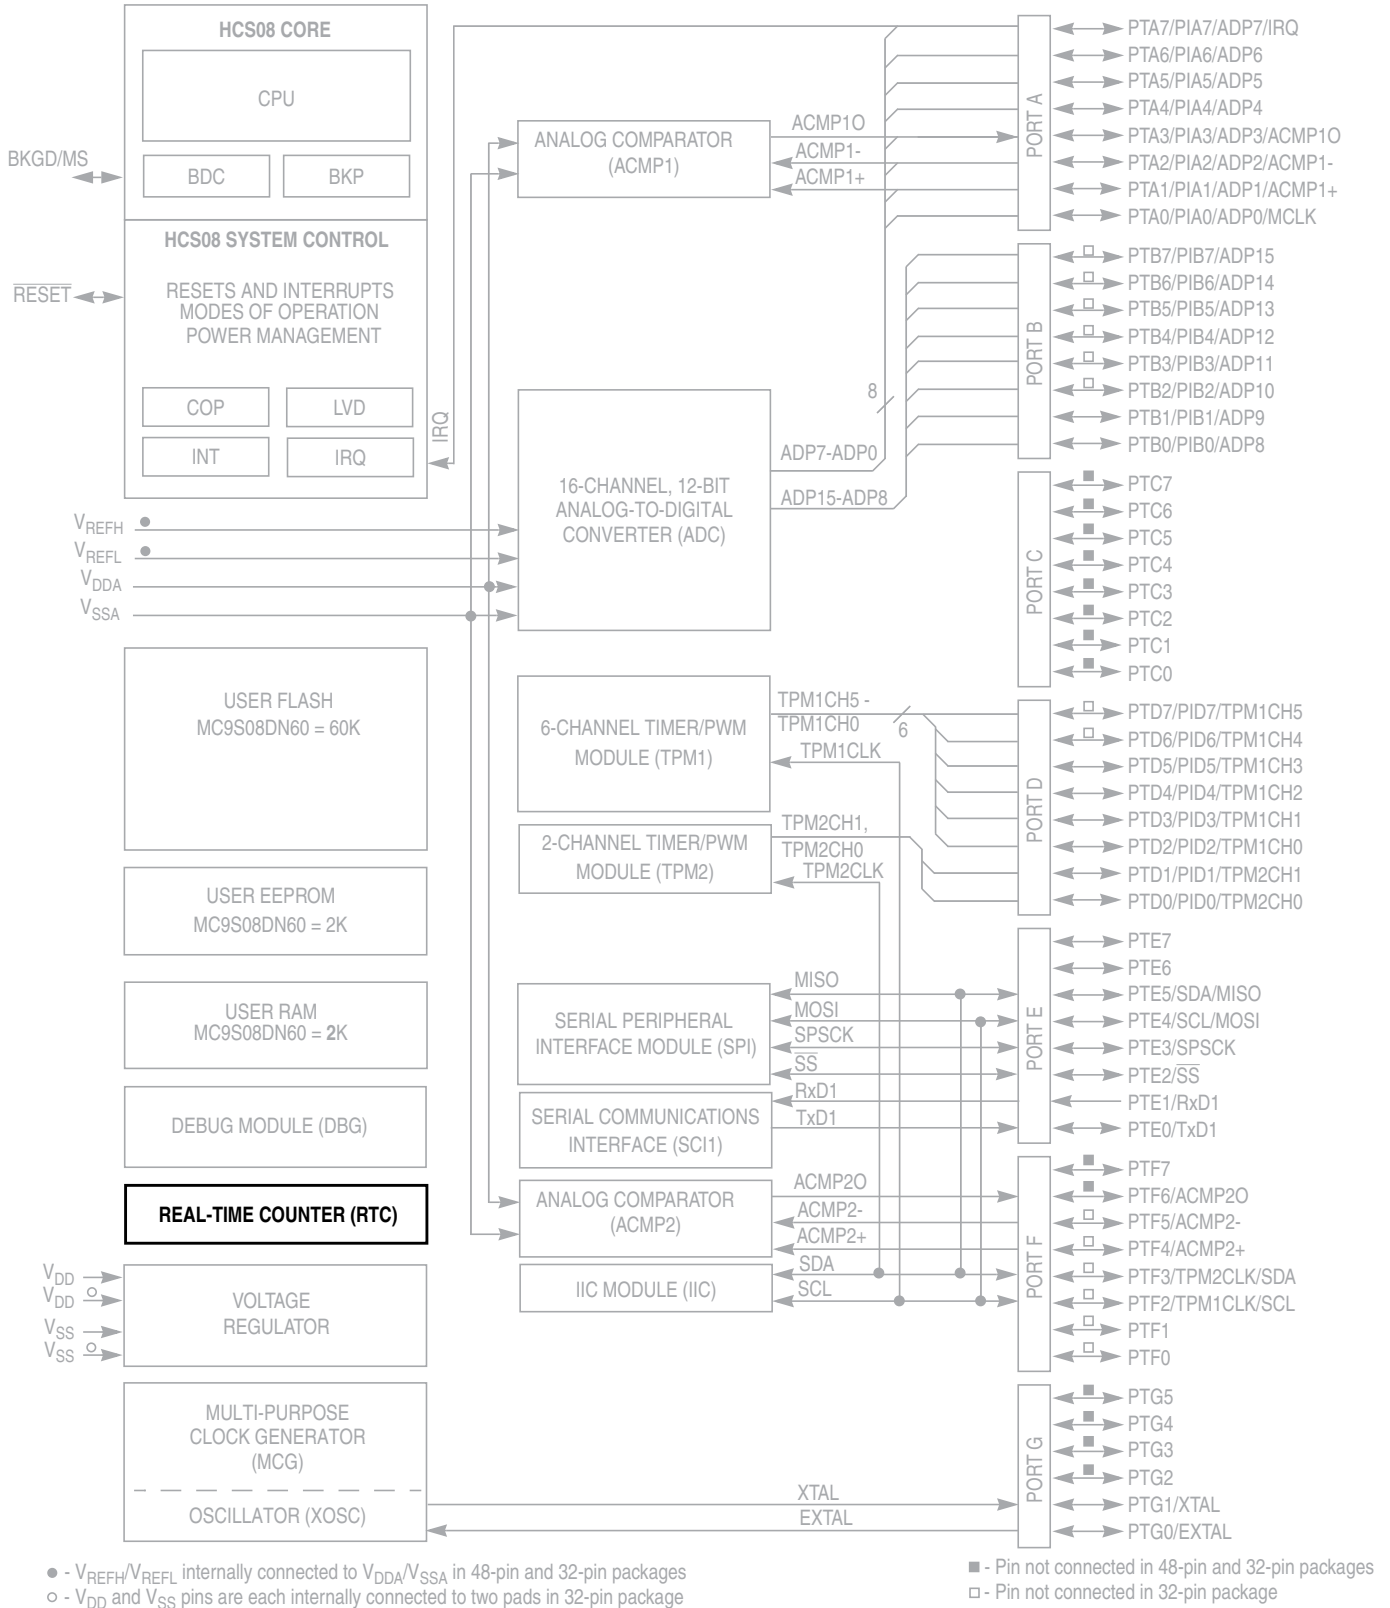 HCS08 CORE
CPU
BDC
BKP
BKGD/MS
HCS08 SYSTEM CONTROL
RESETS AND INTERRUPTS
MODES OF OPERATION
POWER MANAGEMENT
RESET
COP
LVD
INT
IRQ
IRQ
VREFH
VREFL
VDDA
VSSA
USER FLASH
MC9S08DN60 = 60K
USER EEPROM
MC9S08DN60 = 2K
USER RAM
MC9S08DN60 = 2K
DEBUG MODULE (DBG)
REAL-TIME COUNTER (RTC)
VDD
VDD
VSS
VSS
VOLTAGE
REGULATOR
MULTI-PURPOSE
CLOCK GENERATOR
(MCG)
OSCILLATOR (XOSC)
ANALOG COMPARATOR
(ACMP1)
ACMP1O
ACMP1-
ACMP1+
16-CHANNEL, 12-BIT
ANALOG-TO-DIGITAL
CONVERTER (ADC)
8
ADP7-ADP0
ADP15-ADP8
6-CHANNEL TIMER/PWM
MODULE (TPM1)
TPM1CH5 -
TPM1CH0
6
TPM1CLK
2-CHANNEL TIMER/PWM
MODULE (TPM2)
TPM2CH1,
TPM2CH0
TPM2CLK
SERIAL PERIPHERAL
INTERFACE MODULE (SPI)
MISO
MOSI
SPSCK
SS
SERIAL COMMUNICATIONS
INTERFACE (SCI1)
RxD1
TxD1
ANALOG COMPARATOR
(ACMP2)
ACMP2O
ACMP2-
ACMP2+
IIC MODULE (IIC)
SDA
SCL
XTAL
EXTAL
PORT A
PTA7/PIA7/ADP7/IRQ
PTA6/PIA6/ADP6
PTA5/PIA5/ADP5
PTA4/PIA4/ADP4
PTA3/PIA3/ADP3/ACMP1O
PTA2/PIA2/ADP2/ACMP1-
PTA1/PIA1/ADP1/ACMP1+
PTA0/PIA0/ADP0/MCLK
PORT B
PTB7/PIB7/ADP15
PTB6/PIB6/ADP14
PTB5/PIB5/ADP13
PTB4/PIB4/ADP12
PTB3/PIB3/ADP11
PTB2/PIB2/ADP10
PTB1/PIB1/ADP9
PTB0/PIB0/ADP8
PORT C
PTC7
PTC6
PTC5
PTC4
PTC3
PTC2
PTC1
PTC0
PORT D
PTD7/PID7/TPM1CH5
PTD6/PID6/TPM1CH4
PTD5/PID5/TPM1CH3
PTD4/PID4/TPM1CH2
PTD3/PID3/TPM1CH1
PTD2/PID2/TPM1CH0
PTD1/PID1/TPM2CH1
PTD0/PID0/TPM2CH0
PORT E
PTE7
PTE6
PTE5/SDA/MISO
PTE4/SCL/MOSI
PTE3/SPSCK
PTE2/SS
PTE1/RxD1
PTE0/TxD1
PORT F
PTF7
PTF6/ACMP2O
PTF5/ACMP2-
PTF4/ACMP2+
PTF3/TPM2CLK/SDA
PTF2/TPM1CLK/SCL
PTF1
PTF0
PORT G
PTG5
PTG4
PTG3
PTG2
PTG1/XTAL
PTG0/EXTAL
● - VREFH/VREFL internally connected to VDDA/VSSA in 48-pin and 32-pin packages
○ - VDD and VSS pins are each internally connected to two pads in 32-pin package
■ - Pin not connected in 48-pin and 32-pin packages
□ - Pin not connected in 32-pin package